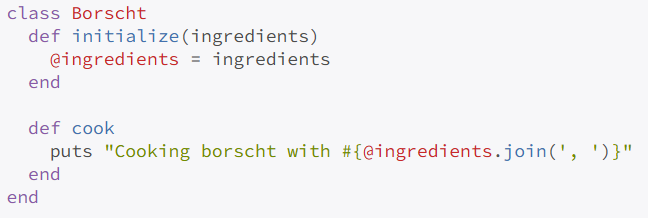 class Borscht
  def initialize(ingredients)
    @ingredients = ingredients
  end

  def cook
    puts "Cooking borscht with #{@ingredients.join(', ')}"
  end
end